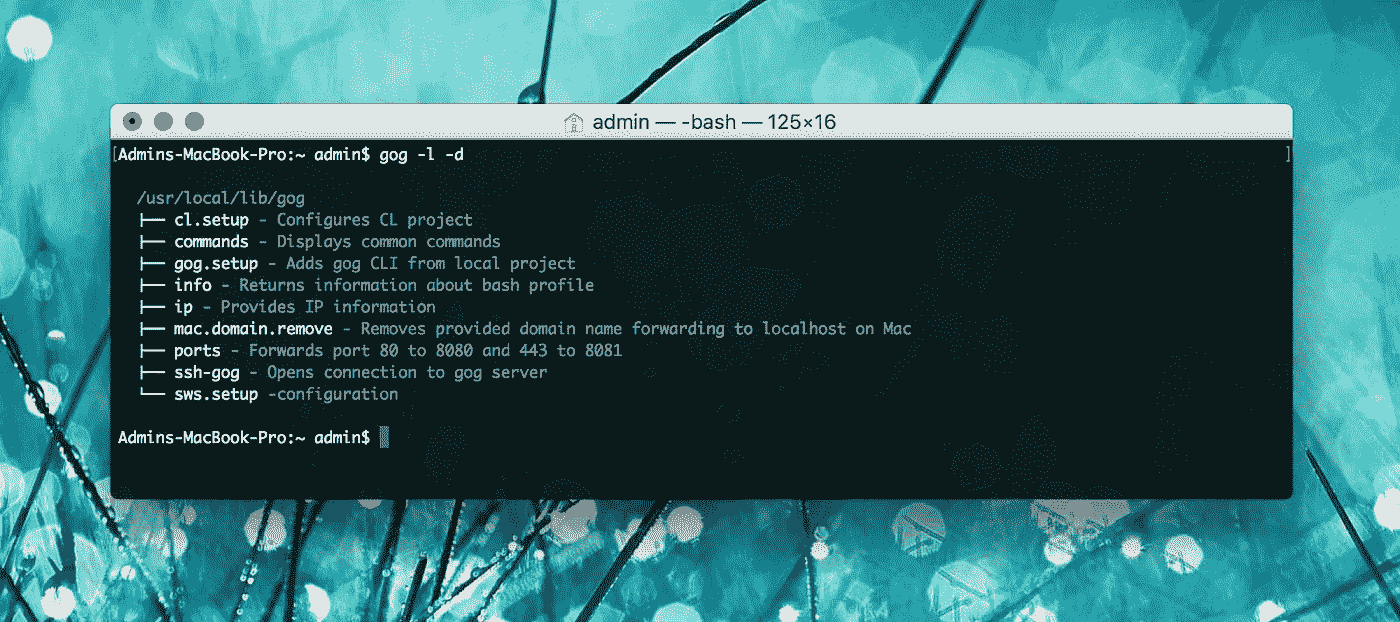 admin — -bash — 125×16
[Admins-MacBook-Pro:~ admin$ gog -l -d ]
/usr/local/lib/gog
├── cl.setup - Configures CL project
├── commands - Displays common commands
├── gog.setup - Adds gog CLI from local project
├── info - Returns information about bash profile
├── ip - Provides IP information
├── mac.domain.remove - Removes provided domain name forwarding to localhost on Mac
├── ports - Forwards port 80 to 8080 and 443 to 8081
├── ssh-gog - Opens connection to gog server
└── sws.setup -configuration
Admins-MacBook-Pro:~ admin$